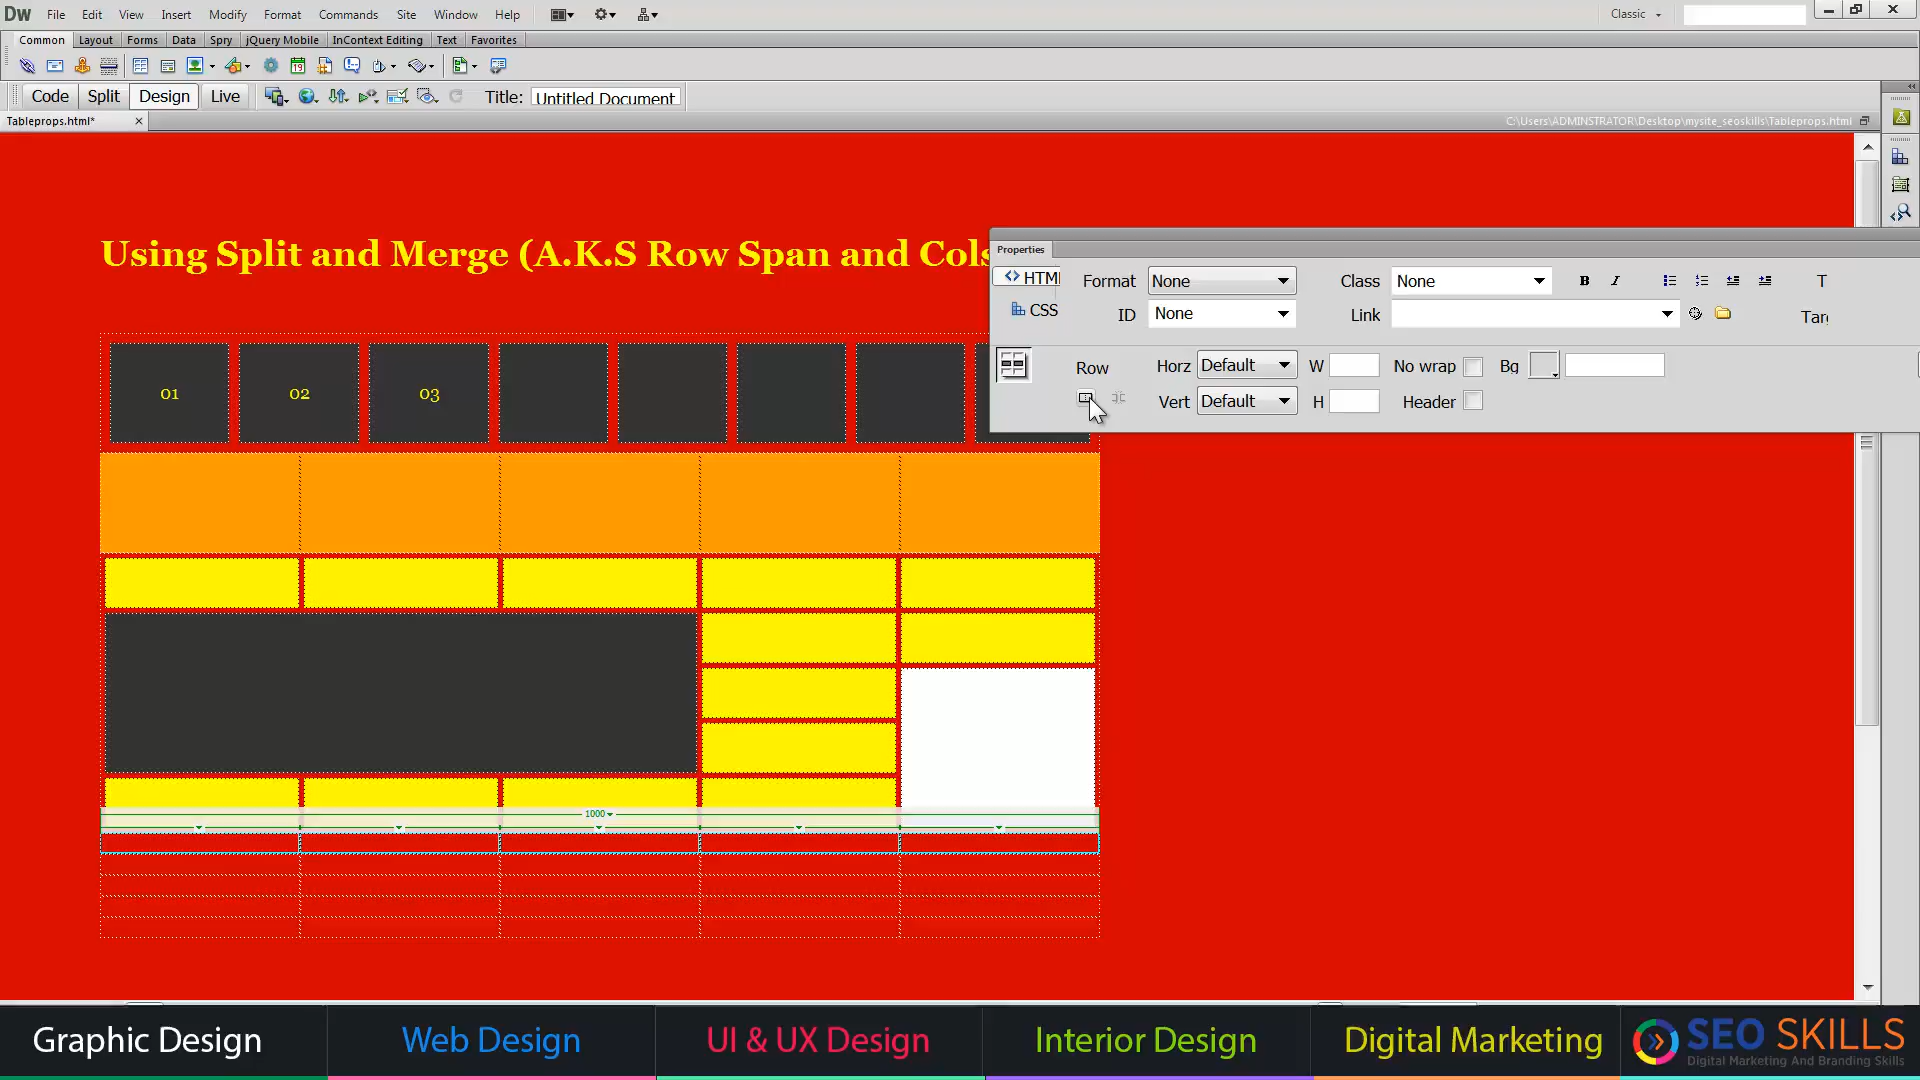 Dw File Edit View Insert Modify Format Commands Site Window Help Classic
Common Layout Forms Data Spry jQuery Mobile InContext Editing Text Favorites
19
Code Split Design Live Title: Untitled Document
Tableprops.html* C:\Users\ADMINSTRATOR\Desktop\mysite_seoskills\Tableprops.html
Using Split and Merge (A.K.S Row Span and Cols
Properties
HTML Format None Class None B I T
CSS ID None Link Targ
Row Horz Default W No wrap Bg
Vert Default H Header
01 02 03
1000
Graphic Design Web Design UI & UX Design Interior Design Digital Marketing SEO SKILLS
Digital Marketing And Branding Skills